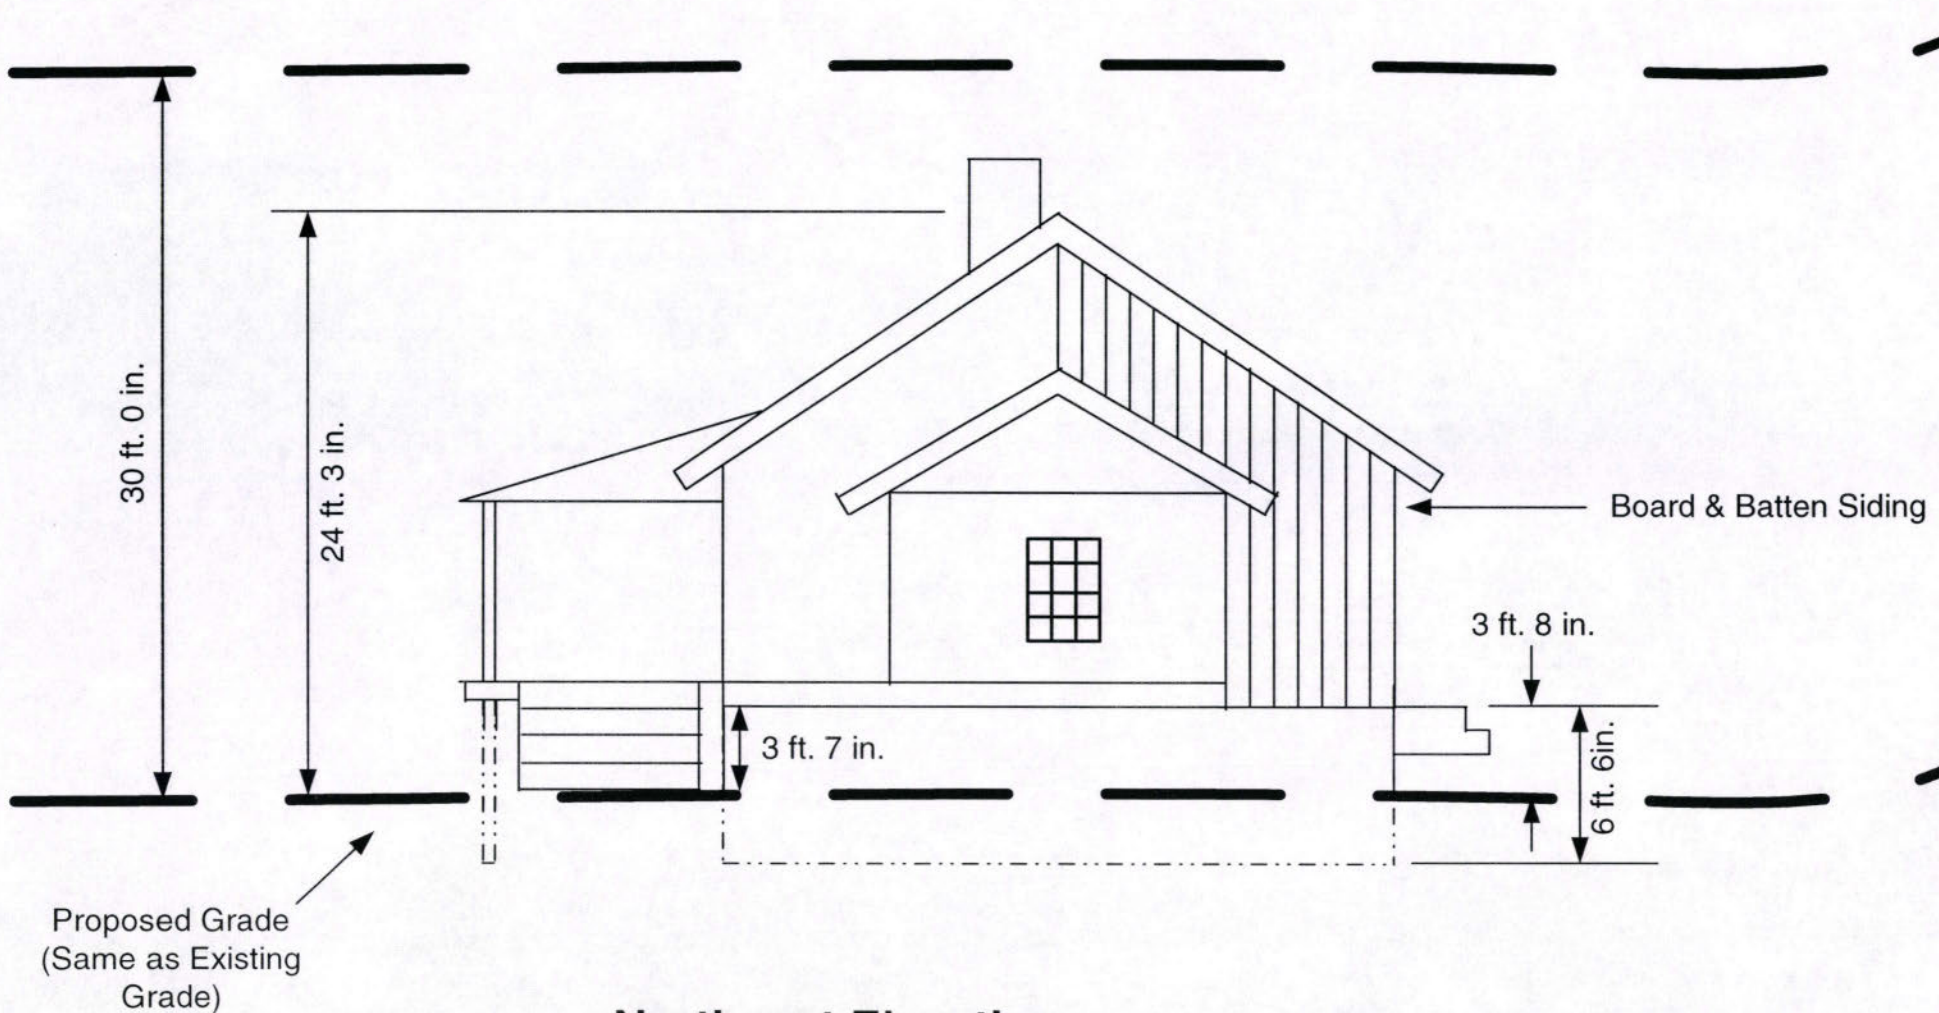 30 ft. 0 in.
24 ft. 3 in.
Board & Batten Siding
3 ft. 8 in.
3 ft. 7 in.
6 ft. 6in.
Proposed Grade
(Same as Existing
Grade)